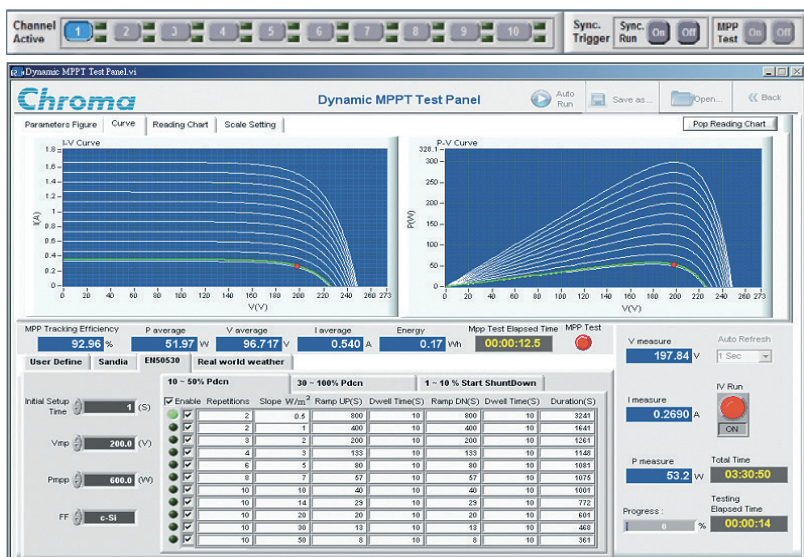 Channel Active 1 2 3 4 5 6 7 8 9 10 Sync. Trigger Sync. Run On Off MPP Test On Off
Dynamic MPPT Test Panel.vi
Chroma Dynamic MPPT Test Panel Auto Run Save as... Open... Back
Parameters Figure Curve Reading Chart Scale Setting Pop Reading Chart
I-V Curve
1.8
1.6
1.4
1.2
1
0.8
0.6
0.4
0.2
0
I(A)
0 20 40 60 80 100 120 140 160 180 200 220 240 260 273
V(V)
P-V Curve
328.1
300
250
200
150
100
50
0
P(W)
0 20 40 60 80 100 120 140 160 180 200 220 240 260 273
V(V)
MPP Tracking Efficiency P average V average I average Energy Mpp Test Elapsed Time MPP Test
92.96 % 51.97 W 96.717 V 0.540 A 0.17 Wh 00:00:12.5
User Define Sandia EN50530 Real world weather
10 ~ 50% Pdcn 30 ~ 100% Pdcn 1 ~ 10 % Start ShuntDown
Enable Repetitions Slope W/m² Ramp UP(S) Dwell Time(S) Ramp DN(S) Dwell Time(S) Duration(S)
2 0.5 800 10 800 10 3241
2 1 400 10 400 10 1641
3 2 200 10 200 10 1261
4 3 133 10 133 10 1148
6 5 80 10 80 10 1081
8 7 57 10 57 10 1075
10 10 40 10 40 10 1001
10 14 29 10 29 10 772
10 20 20 10 20 10 601
10 30 13 10 13 10 468
10 50 8 10 8 10 361
Initial Setup Time 1 (S)
Vmp 200.0 (V)
Pmpp 600.0 (W)
FF c-Si
V measure Auto Refresh
197.84 V 1 Sec
I measure IV Run
0.2690 A ON
P measure Total Time
53.2 W 03:30:50
Progress : 0 %
Testing Elapsed Time
00:00:14